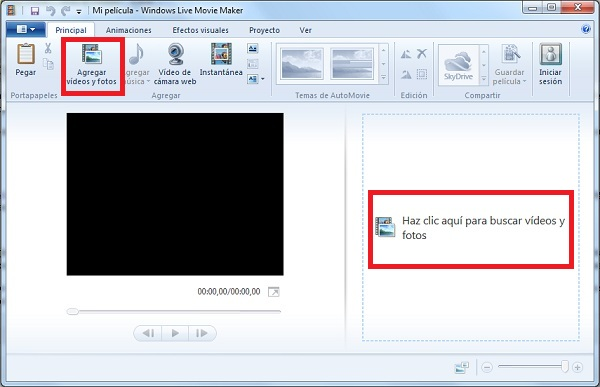 Mi película - Windows Live Movie Maker
Principal Animaciones Efectos visuales Proyecto Ver
Pegar
Agregar
vídeos y fotos
Agregar
música
Vídeo de
cámara web
Instantánea
SkyDrive
Guardar
película
Iniciar
sesión
Portapapeles Agregar Temas de AutoMovie Edición Compartir
Haz clic aquí para buscar vídeos y
fotos
00:00,00/00:00,00